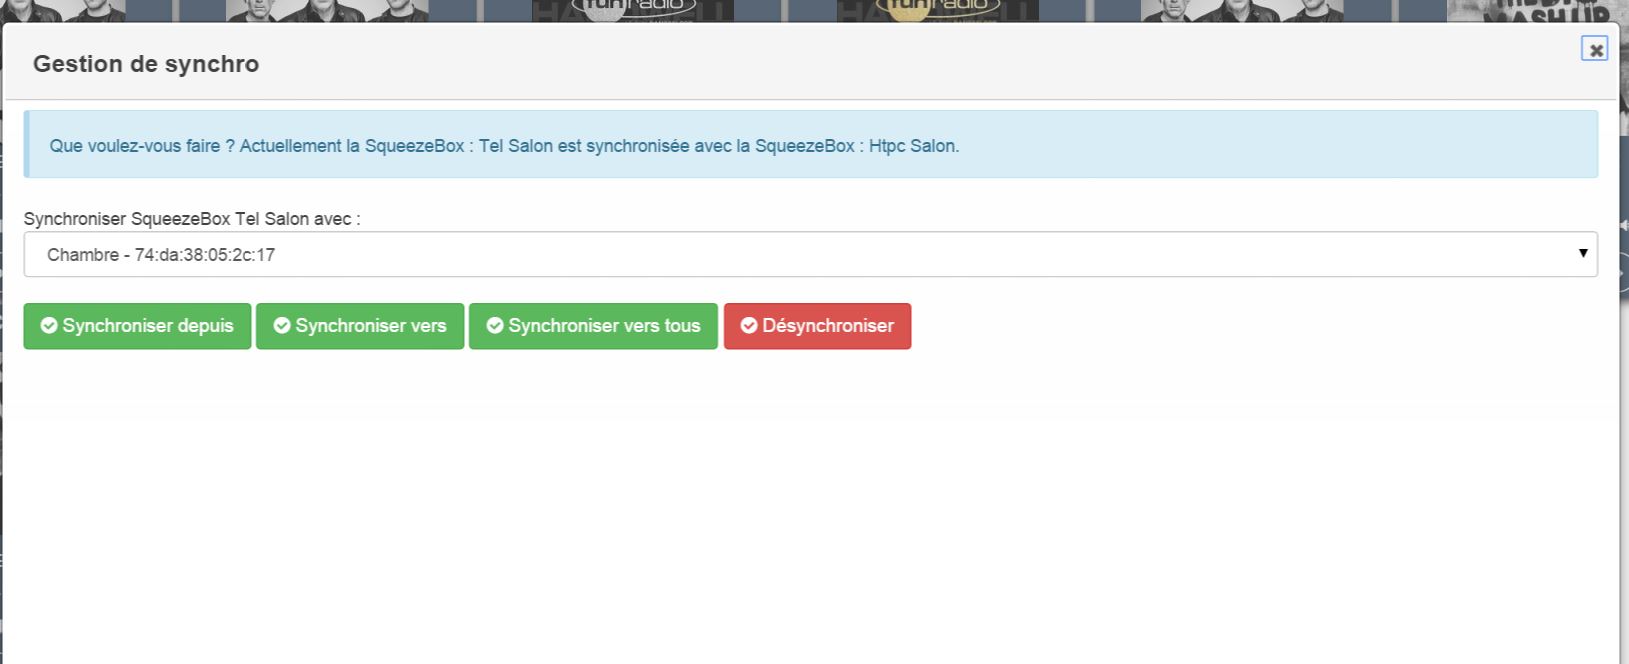 fun radio
fun radio
MASH UP
Gestion de synchro
Que voulez-vous faire ? Actuellement la SqueezeBox : Tel Salon est synchronisée avec la SqueezeBox : Htpc Salon.
Synchroniser SqueezeBox Tel Salon avec :
Chambre - 74:da:38:05:2c:17
Synchroniser depuis Synchroniser vers Synchroniser vers tous Désynchroniser